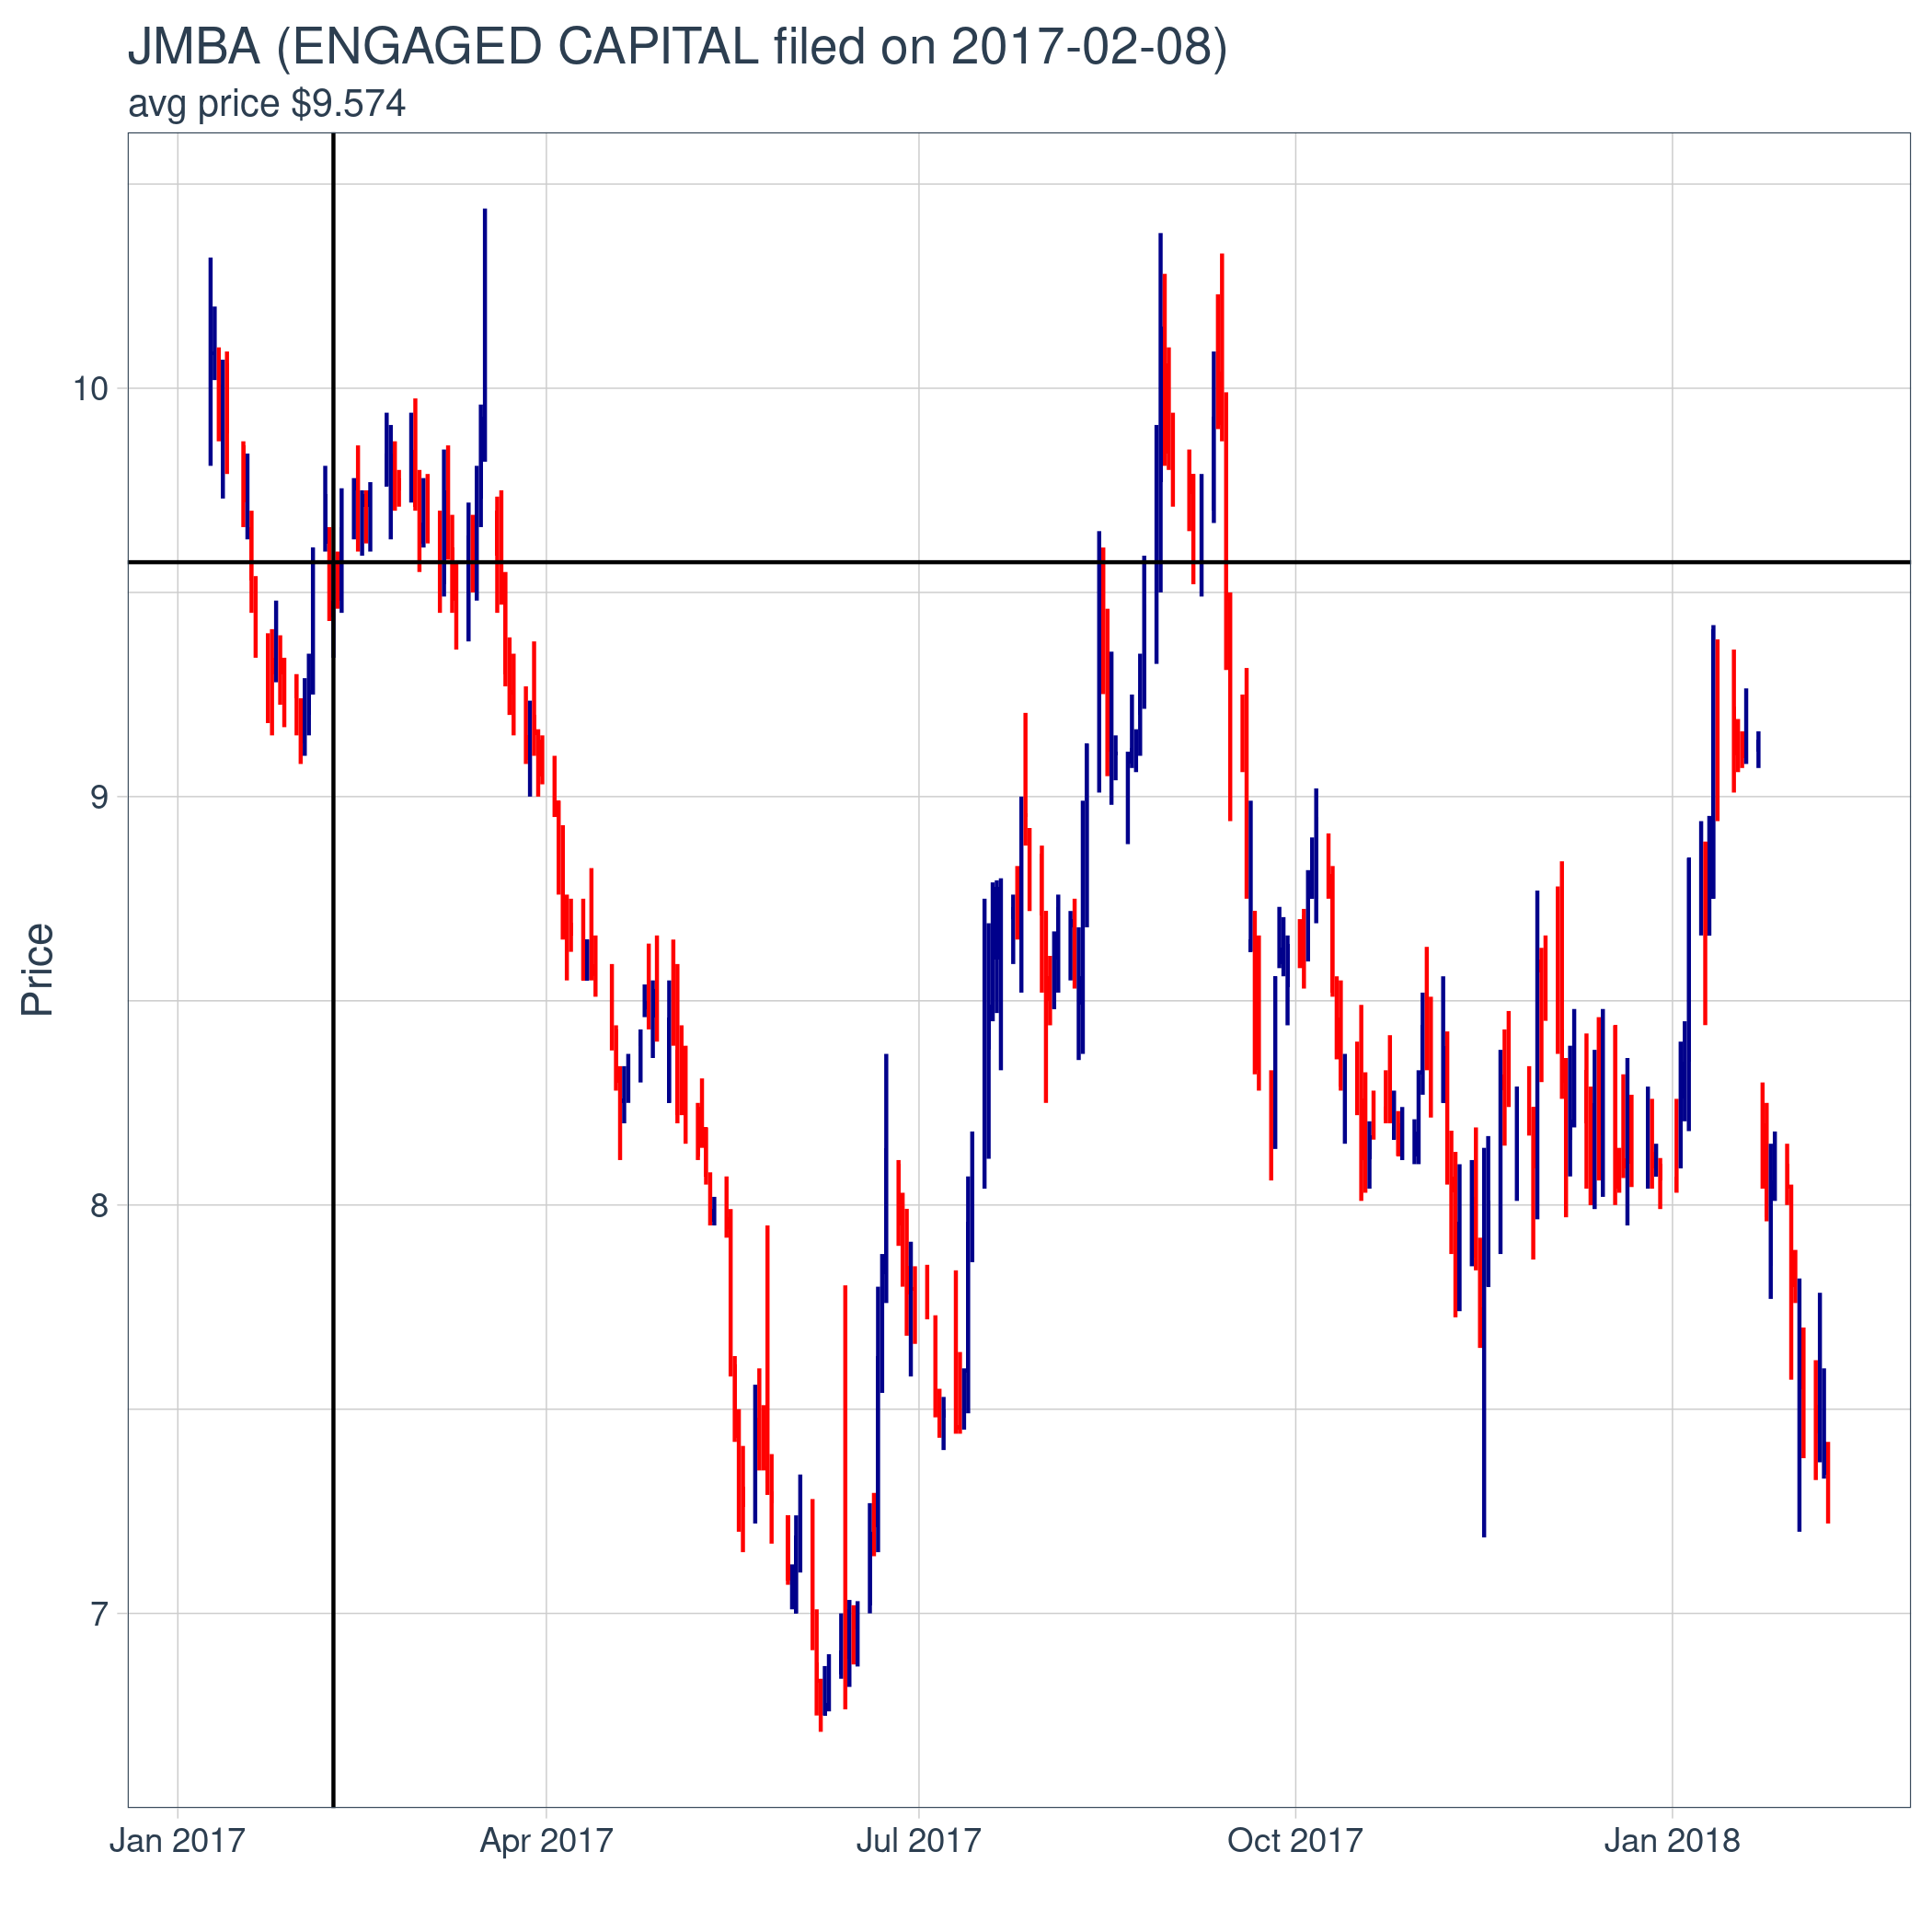 JMBA (ENGAGED CAPITAL filed on 2017-02-08)
avg price $9.574
Price
10
9
8
7
Jan 2017
Apr 2017
Jul 2017
Oct 2017
Jan 2018